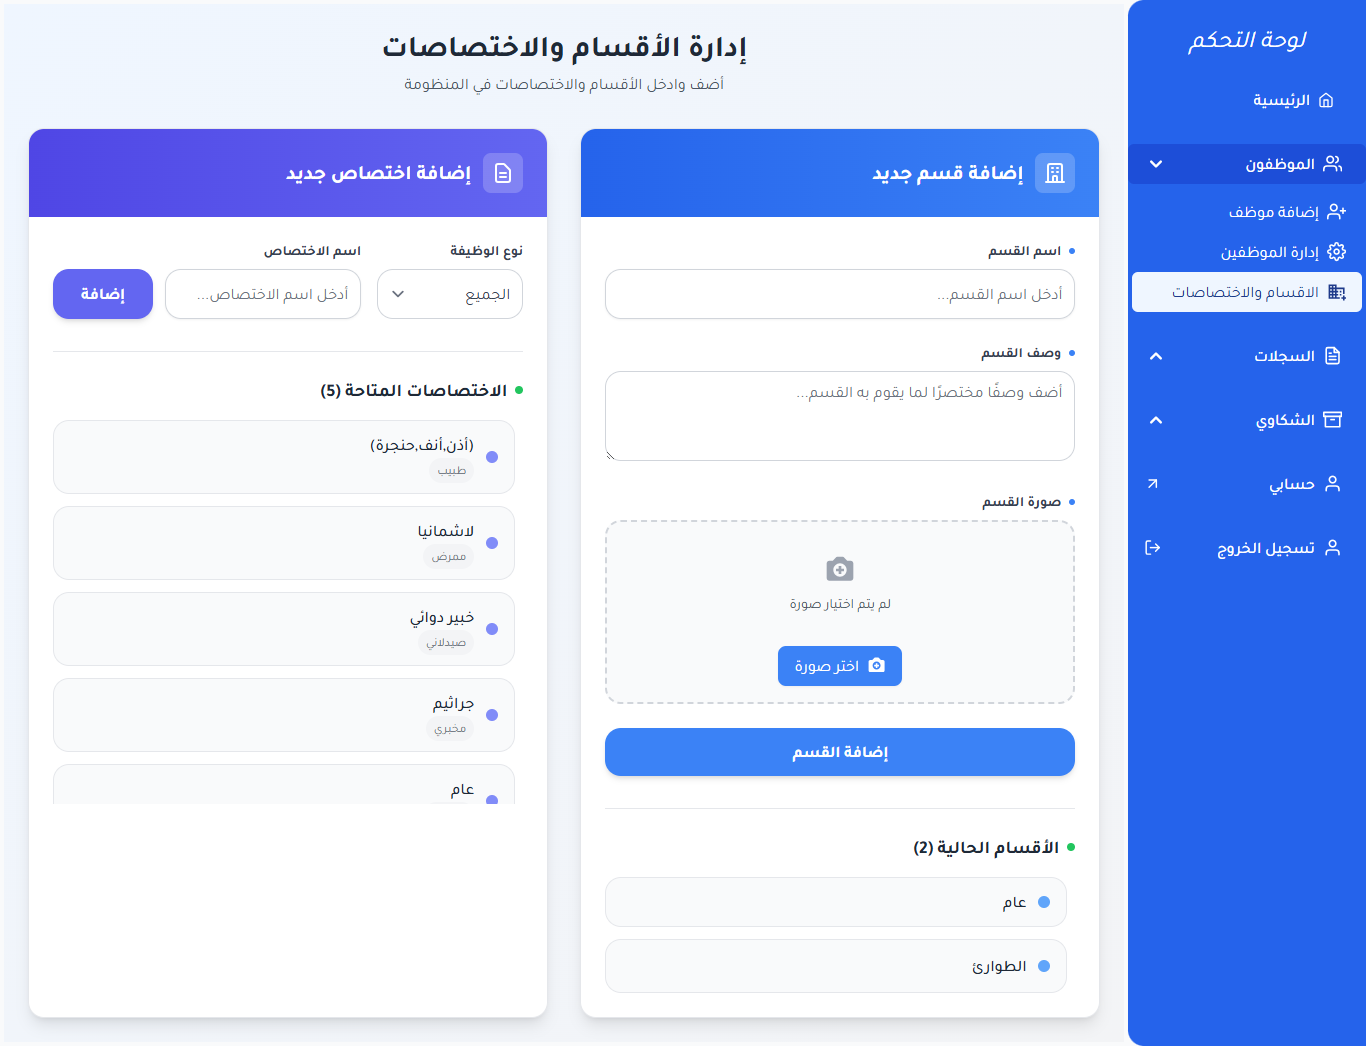 لوحة التحكم
الرئيسية
الموظفون
إضافة موظف
إدارة الموظفين
الاقسام والاختصاصات
السجلات
الشكاوي
حسابي
تسجيل الخروج
إدارة الأقسام والاختصاصات
أضف وادخل الأقسام والاختصاصات في المنظومة
إضافة قسم جديد
اسم القسم
أدخل اسم القسم...
وصف القسم
أضف وصفًا مختصرًا لما يقوم به القسم...
صورة القسم
لم يتم اختيار صورة
اختر صورة
إضافة القسم
الأقسام الحالية (2)
عام
الطوارئ
إضافة اختصاص جديد
نوع الوظيفة
اسم الاختصاص
الجميع
أدخل اسم الاختصاص...
إضافة
الاختصاصات المتاحة (5)
(أذن,أنف,حنجرة)
طبيب
لاشمانيا
ممرض
خبير دوائي
صيدلاني
جراثيم
مخبري
عام